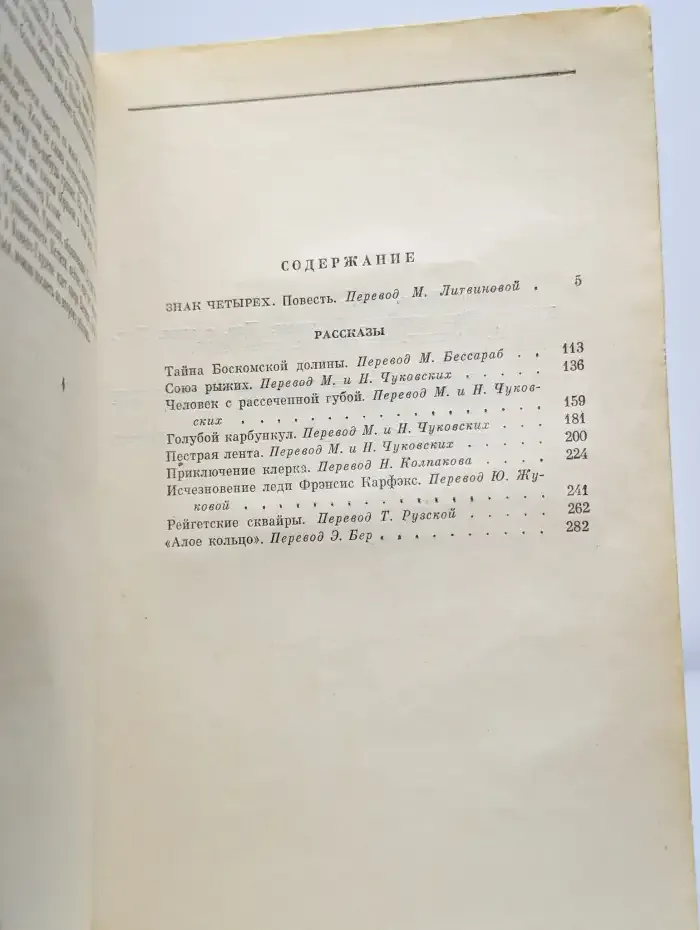 СОДЕРЖАНИЕ
ЗНАК ЧЕТЫРЕХ. Повесть. Перевод М. Литвиновой . 5
РАССКАЗЫ
Тайна Боскомской долины. Перевод М. Бессараб . . 113
Союз рыжих. Перевод М. и Н. Чуковских . . . . . 136
Человек с рассеченной губой. Перевод М. и Н. Чуков-
ских . . . . . . . . . . . . 159
Голубой карбункул. Перевод М. и Н. Чуковских . . . 181
Пестрая лента. Перевод М. и Н. Чуковских . . . . . 200
Приключение клерка. Перевод Н. Колпакова . . . . 224
Исчезновение леди Фрэнсис Карфэкс. Перевод Ю. Жу-
ковой . . . . . . . . . . . . 241
Рейгетские сквайры. Перевод Т. Рузской . . . . . 262
«Алое кольцо». Перевод Э. Бер . . . . . . . . . 282